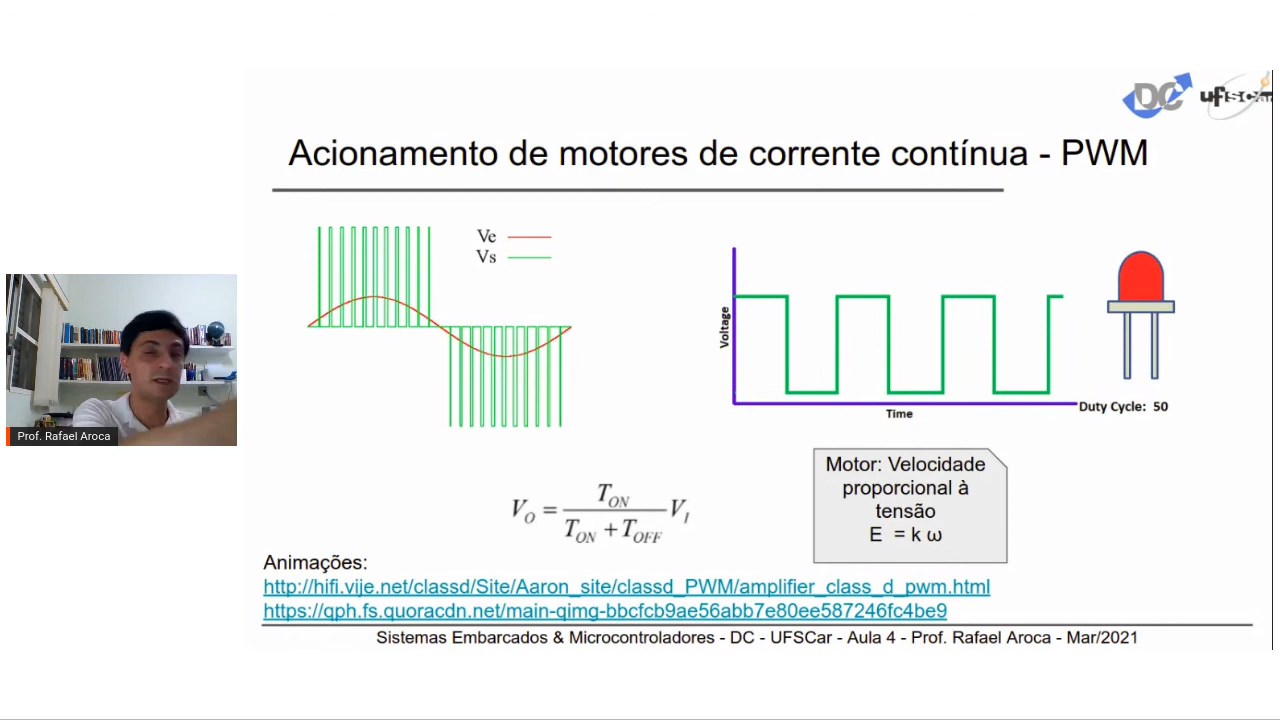 DC ufscar
Acionamento de motores de corrente contínua - PWM
Ve
Vs
Voltage
Time
Duty Cycle: 50
Prof. Rafael Aroca
Motor: Velocidade
proporcional à
tensão
E = k ω
V_O = T_ON / (T_ON + T_OFF) V_I
Animações:
http://hifi.vije.net/classd/Site/Aaron_site/classd_PWM/amplifier_class_d_pwm.html
https://qph.fs.quoracdn.net/main-qimg-bbcfcb9ae56abb7e80ee587246fc4be9
Sistemas Embarcados & Microcontroladores - DC - UFSCar - Aula 4 - Prof. Rafael Aroca - Mar/2021